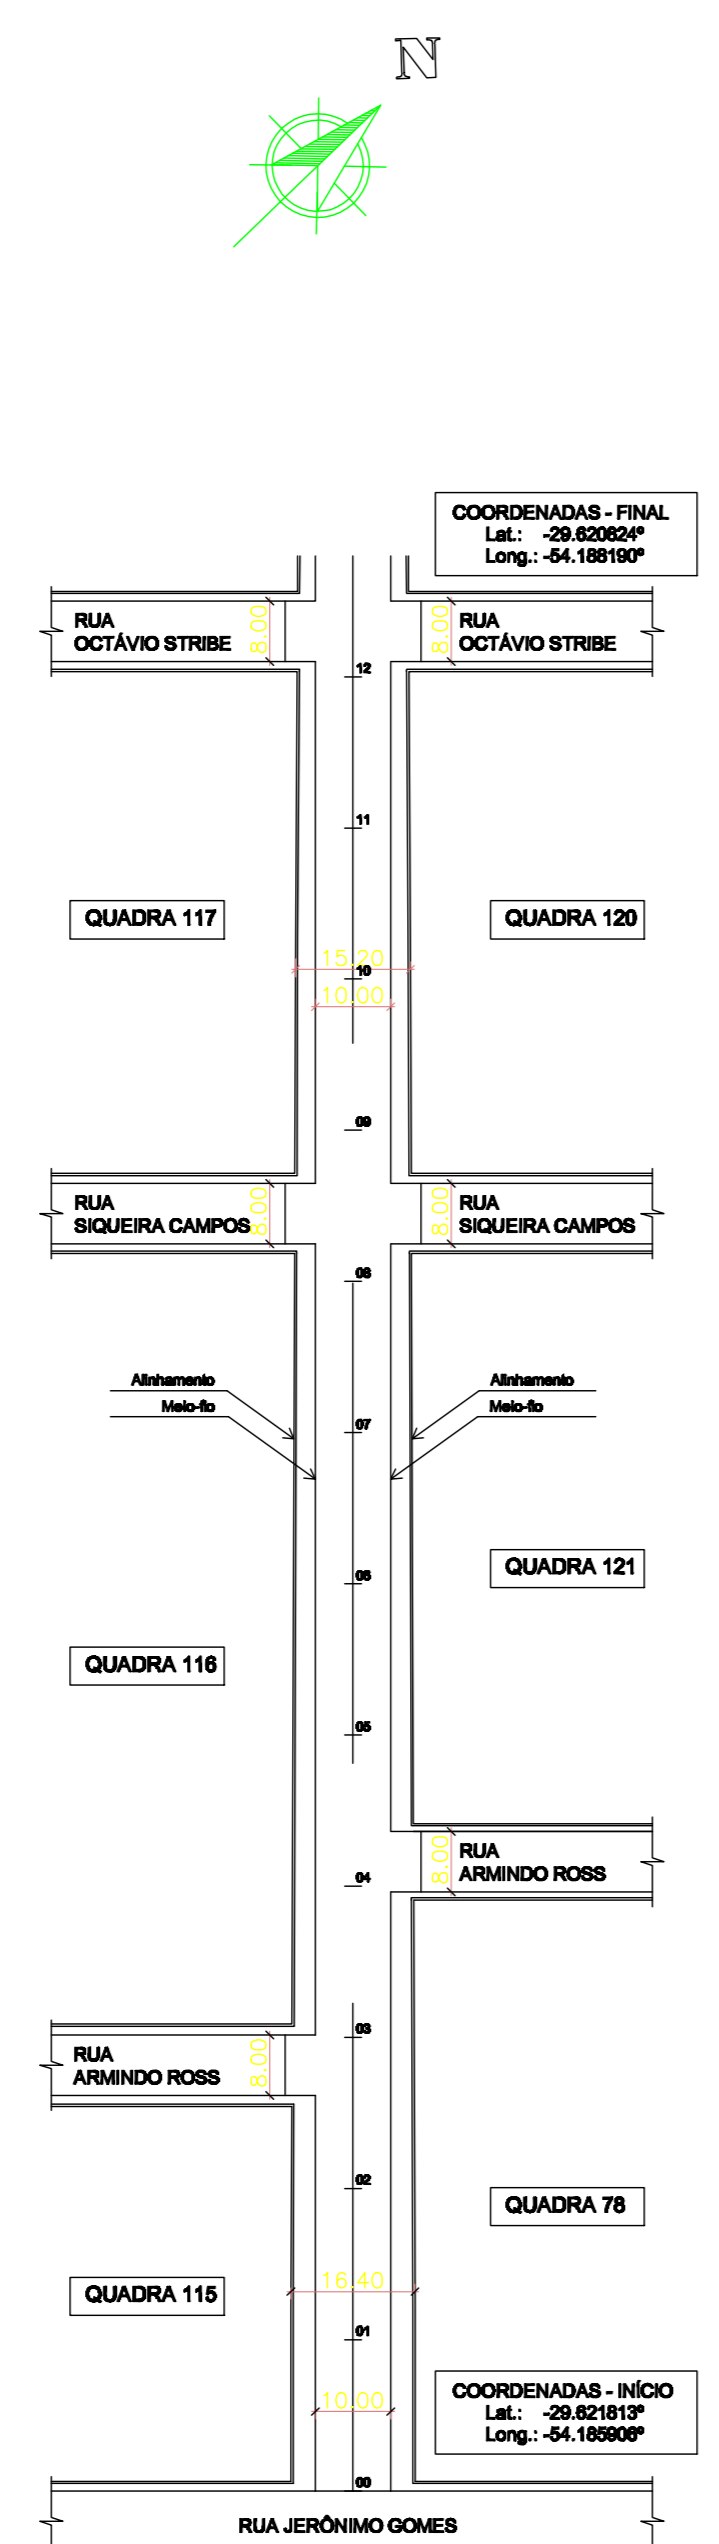 N
COORDENADAS - FINAL
Lat.: -29.620824º
Long.: -54.188190º
RUA
OCTÁVIO STRIBE
8.00
8.00
RUA
OCTÁVIO STRIBE
12
11
QUADRA 117
QUADRA 120
15.20
10
10.00
09
RUA
SIQUEIRA CAMPOS
8.00
8.00
RUA
SIQUEIRA CAMPOS
08
Alinhamento
Alinhamento
Meio-fio
Meio-fio
07
06
QUADRA 121
QUADRA 116
05
8.00
RUA
ARMINDO ROSS
04
03
RUA
ARMINDO ROSS
8.00
02
QUADRA 78
16.40
QUADRA 115
01
COORDENADAS - INÍCIO
Lat.: -29.621813º
Long.: -54.185906º
10.00
00
RUA JERÔNIMO GOMES